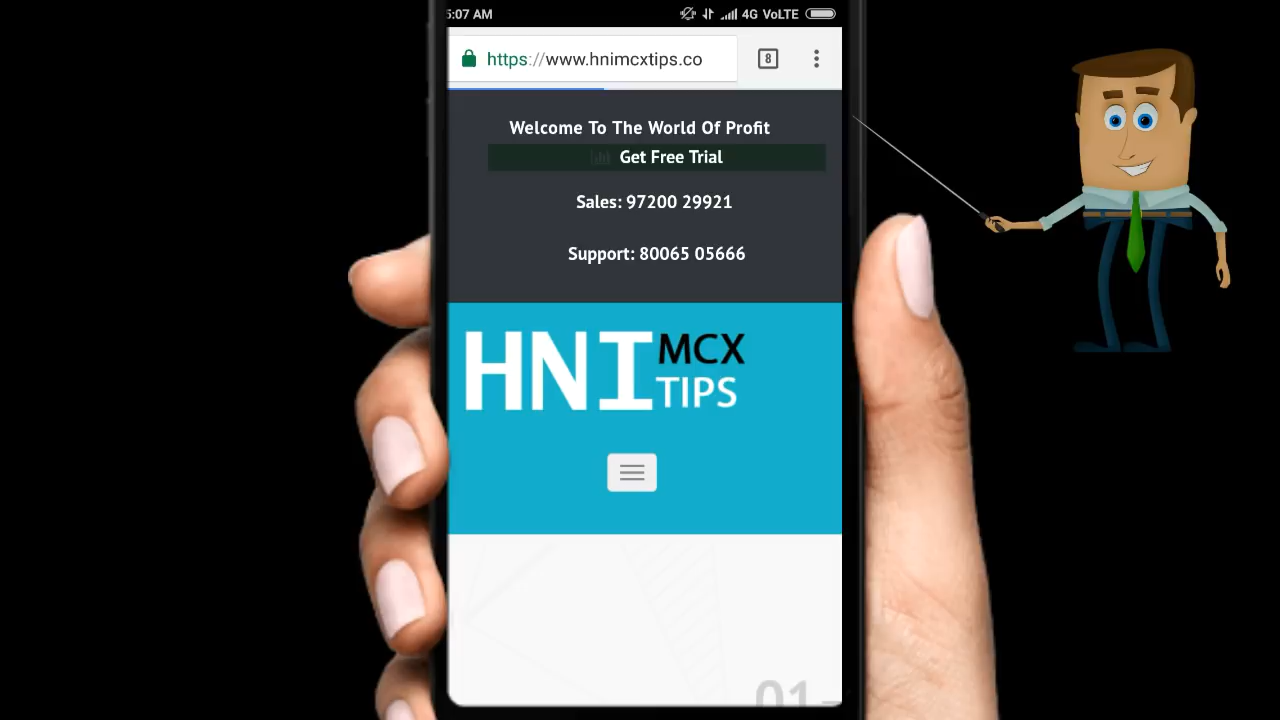 5:07 AM 4G VoLTE
https://www.hnimcxtips.co 8
Welcome To The World Of Profit
Get Free Trial
Sales: 97200 29921
Support: 80065 05666
HNI MCX
TIPS
01